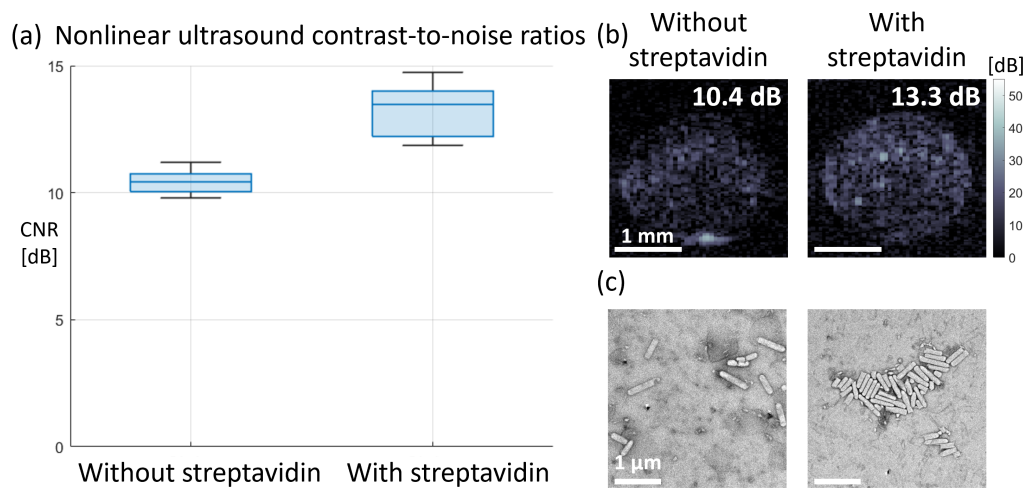 (a) Nonlinear ultrasound contrast-to-noise ratios
15
10
5
0
CNR
[dB]
Without streptavidin
With streptavidin
(b)
Without
streptavidin
With
streptavidin
10.4 dB
1 mm
13.3 dB
[dB]
50
40
30
20
10
0
(c)
1 µm